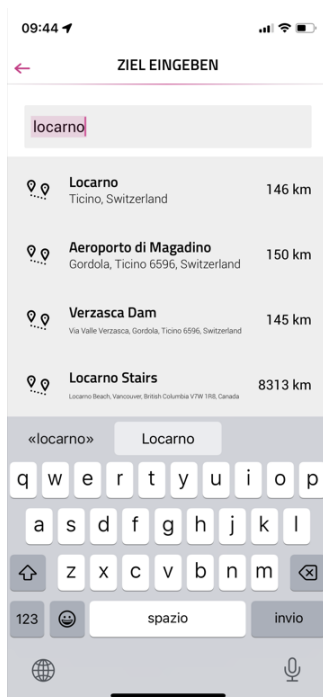 09:44
ZIEL EINGEBEN
locarno
Locarno
Ticino, Switzerland
146 km
Aeroporto di Magadino
Gordola, Ticino 6596, Switzerland
150 km
Verzasca Dam
Via Valle Verzasca, Gordola, Ticino 6596, Switzerland
145 km
Locarno Stairs
Locarno Beach, Vancouver, British Columbia V7W 1R8, Canada
8313 km
«locarno» Locarno
q w e r t y u i o p
a s d f g h j k l
z x c v b n m
123 spazio invio